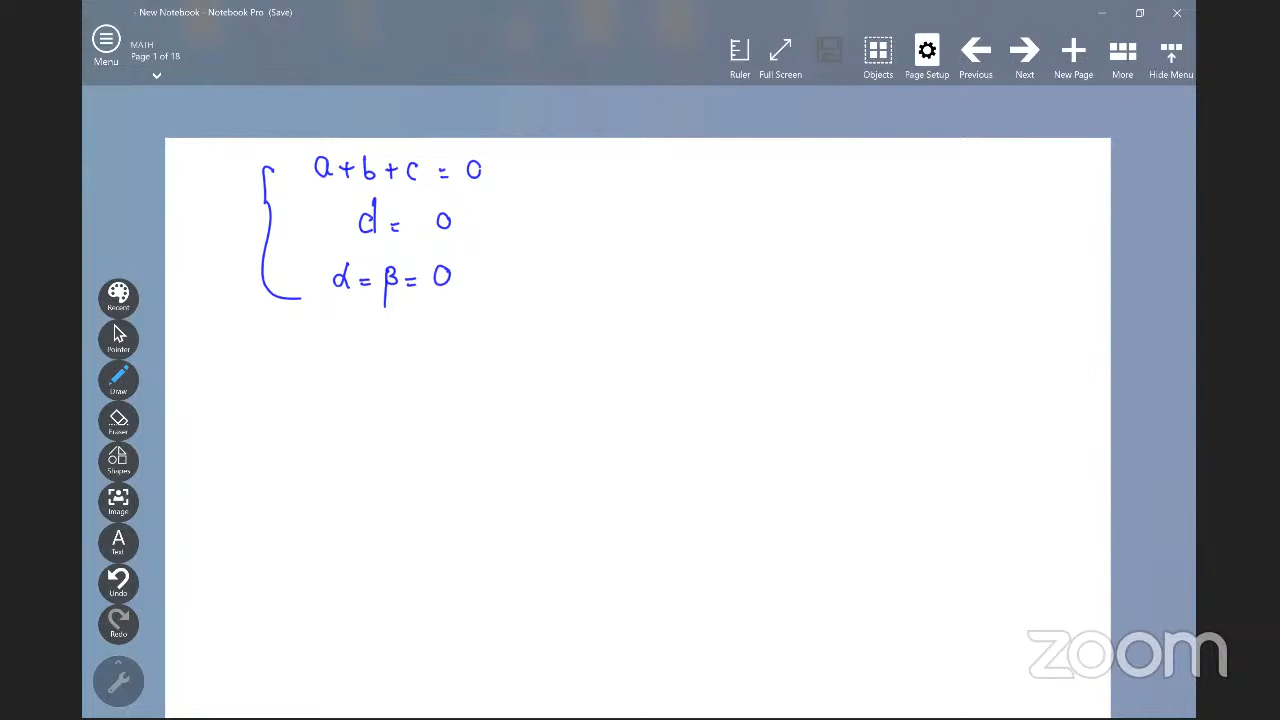 - New Notebook - Notebook Pro (Save)
Menu
MATH
Page 1 of 18
Ruler
Full Screen
Objects
Page Setup
Previous
Next
New Page
More
Hide Menu
a+b+c = 0
d = 0
α = β = 0
Recent
Pointer
Draw
Eraser
Shapes
Image
A
Text
Undo
Redo
zoom